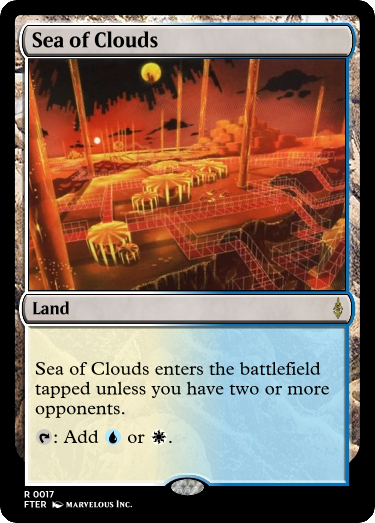 Sea of Clouds
Land
Sea of Clouds enters the battlefield
tapped unless you have two or more
opponents.
: Add or .
R 0017
FTER MARVELOUS INC.